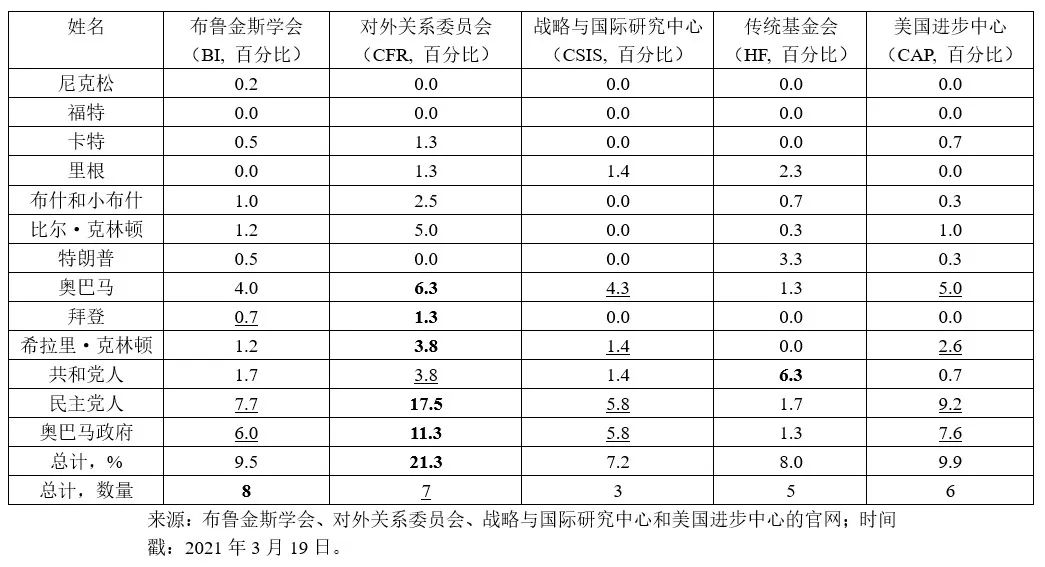 姓名 布鲁金斯学会 对外关系委员会 战略与国际研究中心 传统基金会 美国进步中心
(BI, 百分比) (CFR, 百分比) (CSIS, 百分比) (HF, 百分比) (CAP, 百分比)
尼克松 0.2 0.0 0.0 0.0 0.0
福特 0.0 0.0 0.0 0.0 0.0
卡特 0.5 1.3 0.0 0.0 0.7
里根 0.0 1.3 1.4 2.3 0.0
布什和小布什 1.0 2.5 0.0 0.7 0.3
比尔·克林顿 1.2 5.0 0.0 0.3 1.0
特朗普 0.5 0.0 0.0 3.3 0.3
奥巴马 4.0 6.3 4.3 1.3 5.0
拜登 0.7 1.3 0.0 0.0 0.0
希拉里·克林顿 1.2 3.8 1.4 0.0 2.6
共和党人 1.7 3.8 1.4 6.3 0.7
民主党人 7.7 17.5 5.8 1.7 9.2
奥巴马政府 6.0 11.3 5.8 1.3 7.6
总计，% 9.5 21.3 7.2 8.0 9.9
总计，数量 8 7 3 5 6
来源：布鲁金斯学会、对外关系委员会、战略与国际研究中心和美国进步中心的官网；时间
戳：2021 年 3 月 19 日。